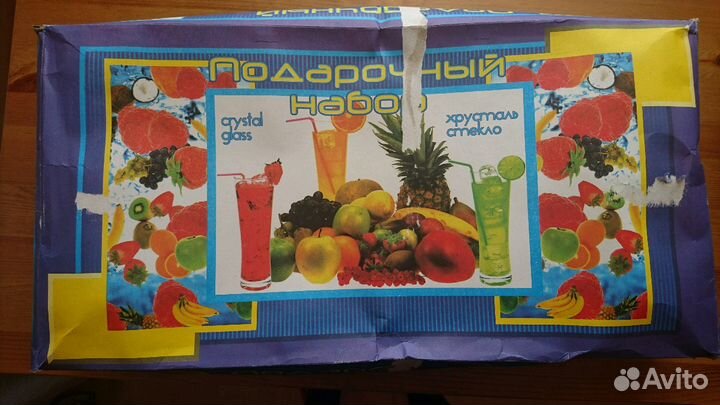 Подарочный
набор
crystal
glass
хрусталь
стекло
Avito